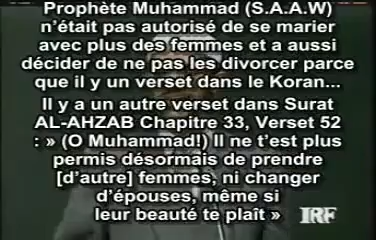 Prophète Muhammad (S.A.A.W)
n'était pas autorisé de se marier
avec plus des femmes et a aussi
décider de ne pas les divorcer parce
que il y un verset dans le Koran...
Il y a un autre verset dans Surat
AL-AHZAB Chapitre 33, Verset 52
: » (O Muhammad!) Il ne t'est plus
permis désormais de prendre
[d'autre] femmes, ni changer
d'épouses, même si
leur beauté te plaît »
IRF